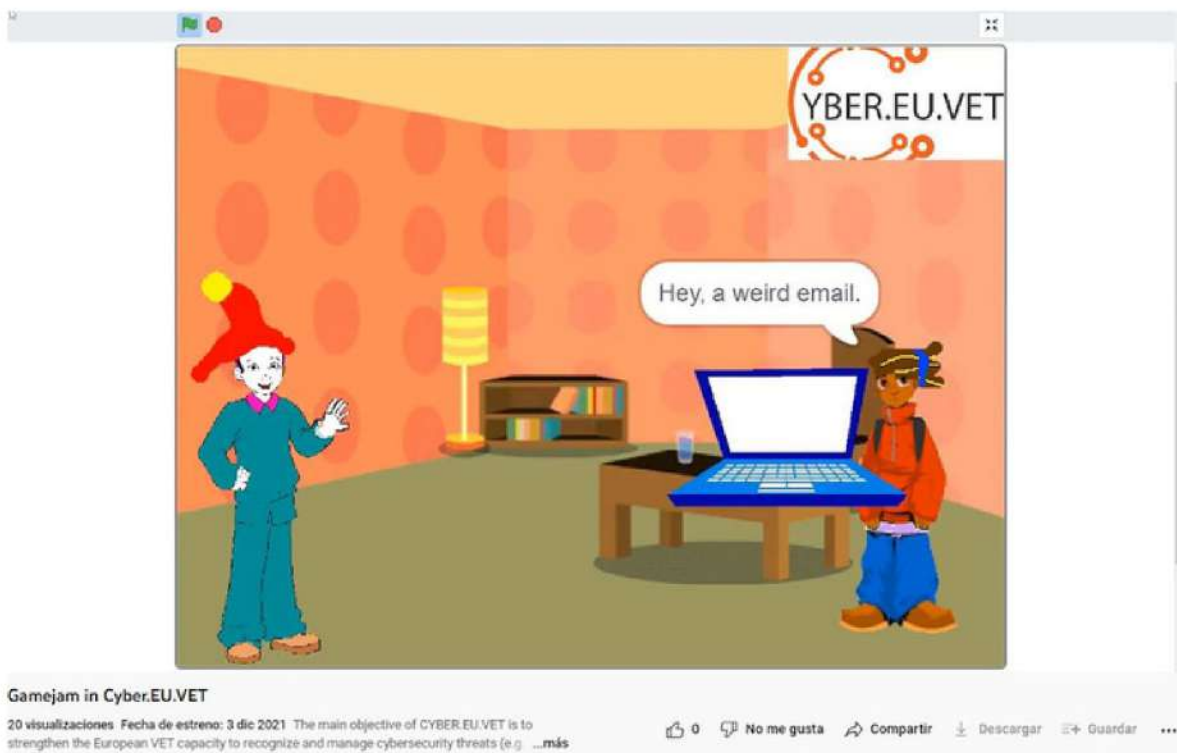 YBER.EU.VET
Hey, a weird email.
Gamejam in Cyber.EU.VET
20 visualizaciones Fecha de estreno: 3 dic 2021 The main objective of CYBER.EU.VET is to
strengthen the European VET capacity to recognize and manage cybersecurity threats (e.g ...más
0 No me gusta Compartir Descargar Guardar